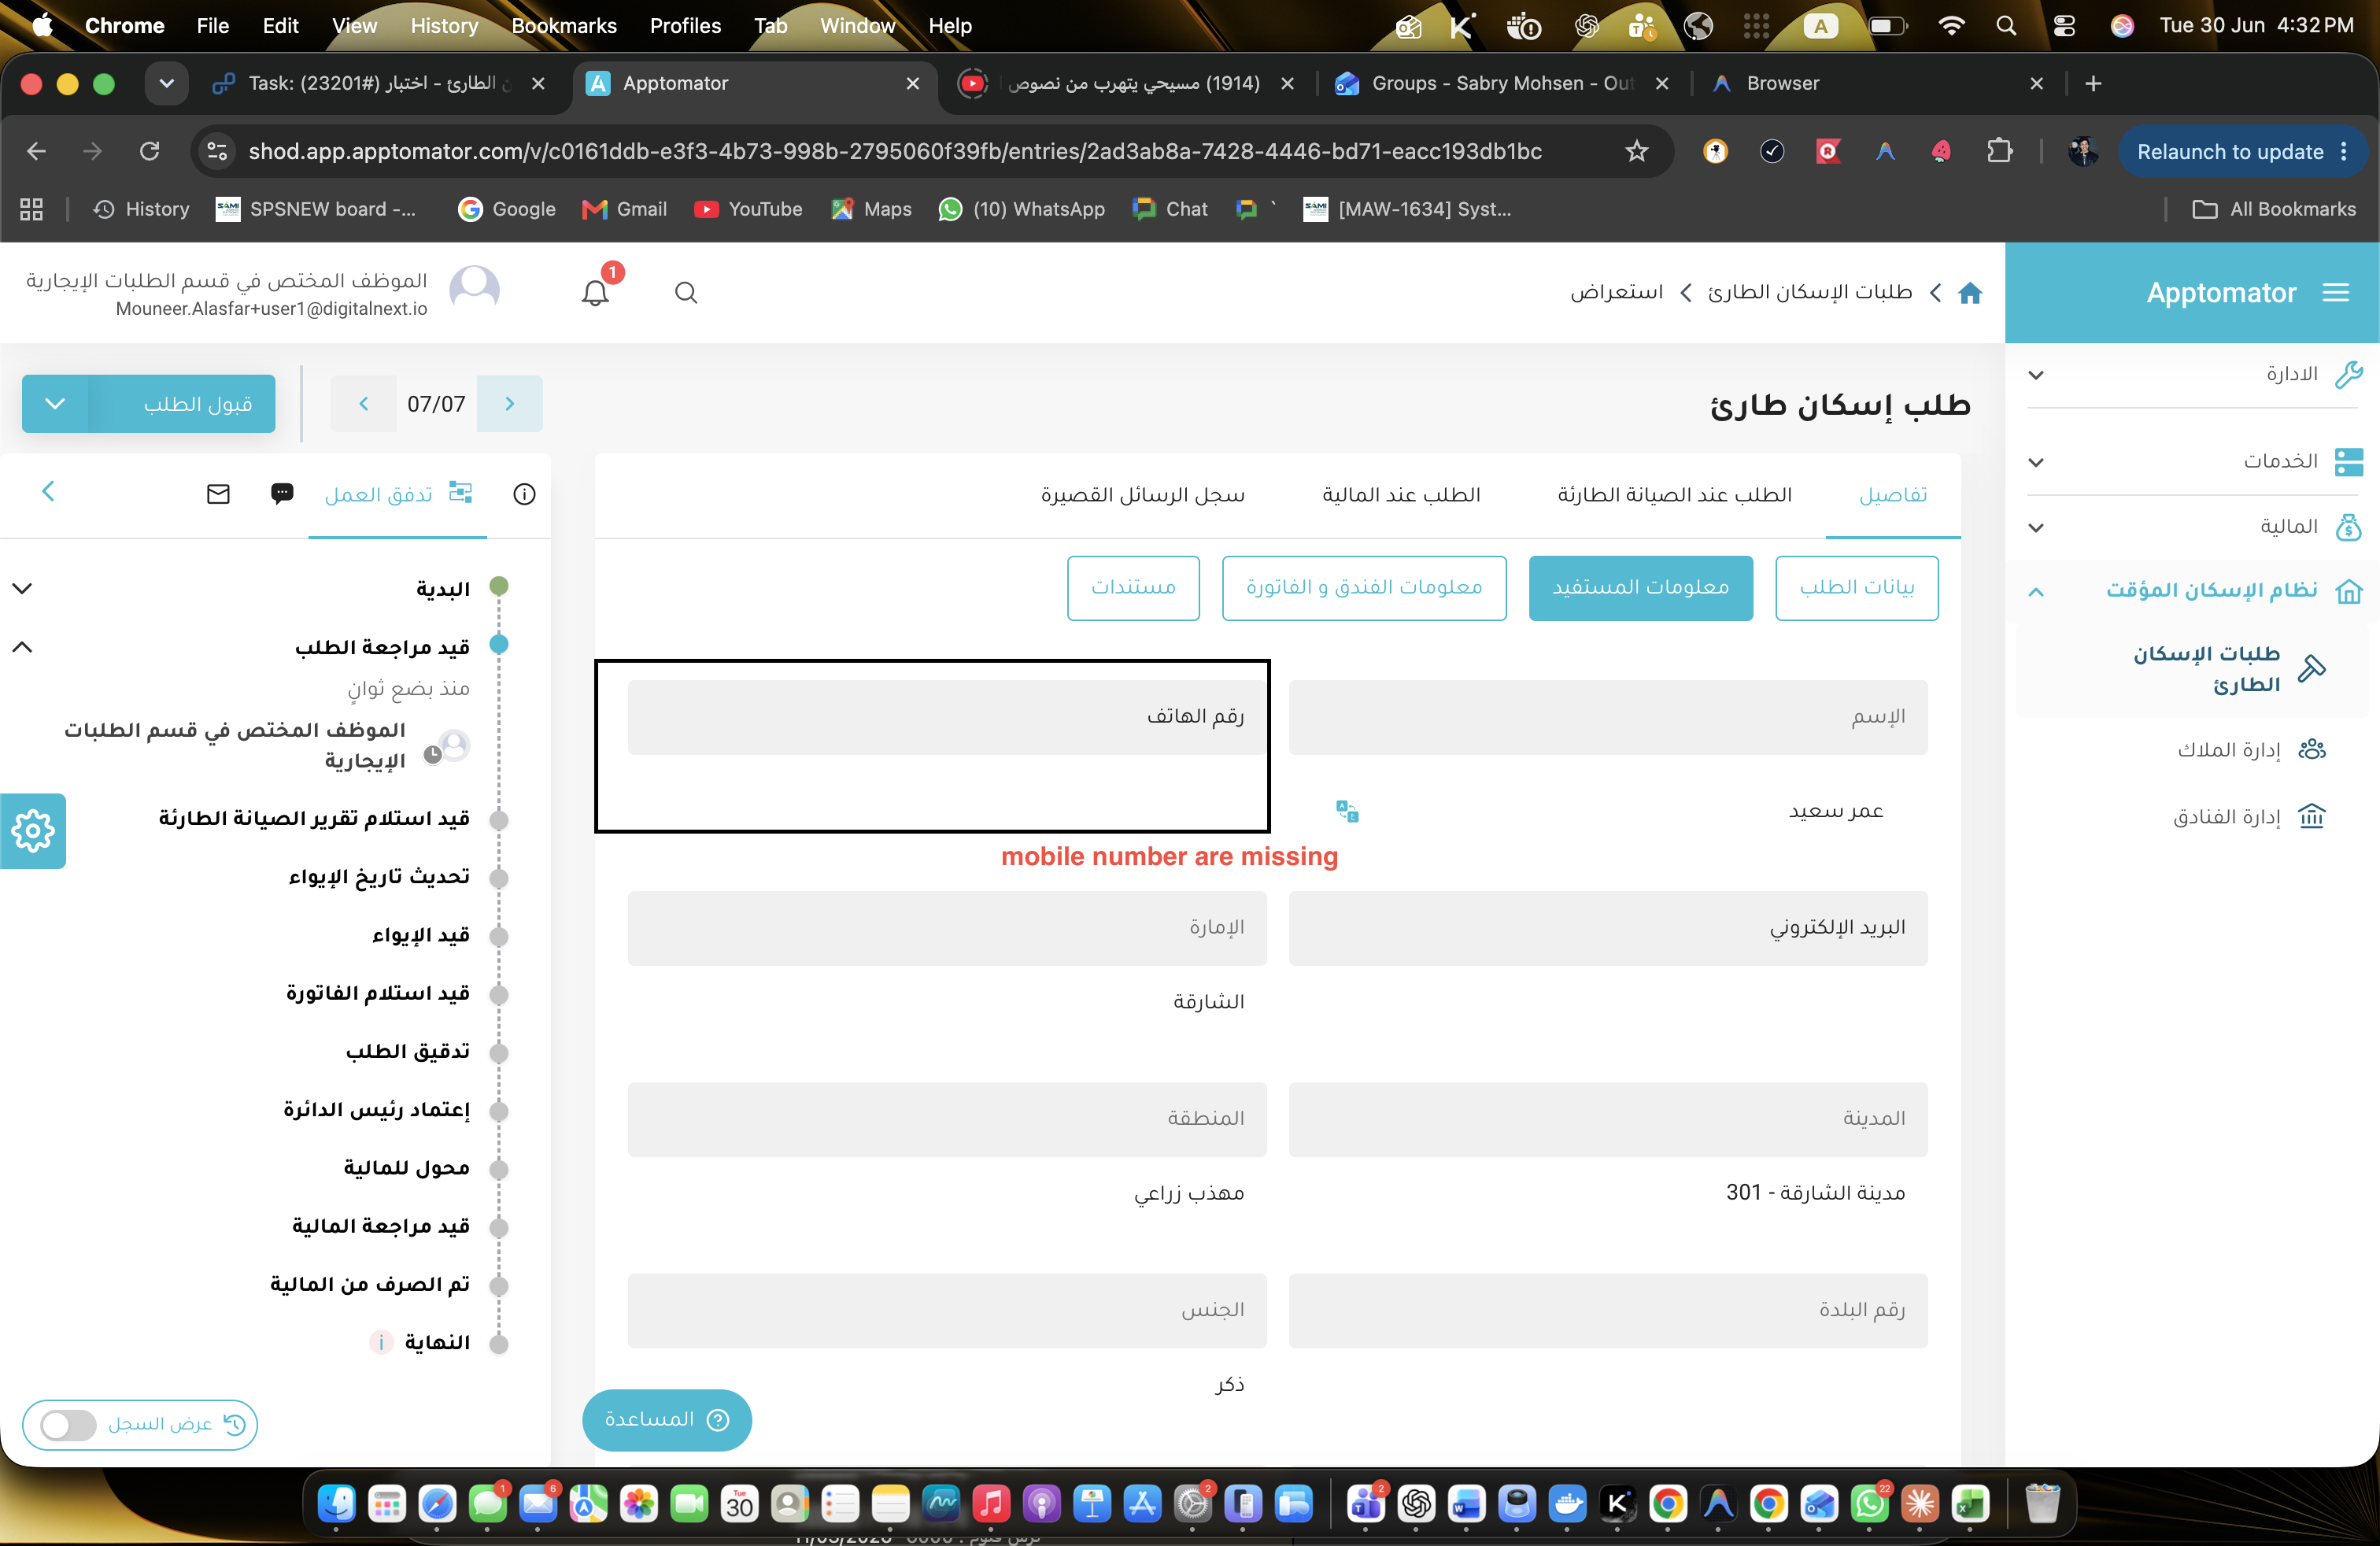 Chrome File Edit View History Bookmarks Profiles Tab Window Help
A Tue 30 Jun 4:32 PM
Task: (23201#) اختبار - ن الطارئ
Apptomator
(1914) مسيحي يتهرب من نصوص
Groups - Sabry Mohsen - Out
Browser
shod.app.apptomator.com/v/c0161ddb-e3f3-4b73-998b-2795060f39fb/entries/2ad3ab8a-7428-4446-bd71-eacc193db1bc
Relaunch to update
History
SPSNEW board -...
Google
Gmail
YouTube
Maps
(10) WhatsApp
Chat
`
[MAW-1634] Syst...
All Bookmarks
Apptomator
طلبات الإسكان الطارئ
استعراض
1
الموظف المختص في قسم الطلبات الإيجارية
Mouneer.Alasfar+user1@digitalnext.io
الادارة
الخدمات
المالية
نظام الإسكان المؤقت
طلبات الإسكان
الطارئ
إدارة الملاك
إدارة الفنادق
طلب إسكان طارئ
07/07
قبول الطلب
تفاصيل
الطلب عند الصيانة الطارئة
الطلب عند المالية
سجل الرسائل القصيرة
بيانات الطلب
معلومات المستفيد
معلومات الفندق و الفاتورة
مستندات
الإسم
رقم الهاتف
عمر سعيد
mobile number are missing
البريد الإلكتروني
الإمارة
الشارقة
المدينة
المنطقة
مدينة الشارقة - 301
مهذب زراعي
رقم البلدة
الجنس
ذكر
المساعدة
تدفق العمل
البدية
قيد مراجعة الطلب
منذ بضع ثوانٍ
الموظف المختص في قسم الطلبات
الإيجارية
قيد استلام تقرير الصيانة الطارئة
تحديث تاريخ الإيواء
قيد الإيواء
قيد استلام الفاتورة
تدقيق الطلب
إعتماد رئيس الدائرة
محول للمالية
قيد مراجعة المالية
تم الصرف من المالية
النهاية
عرض السجل
1
6
Tue
30
2
2
22